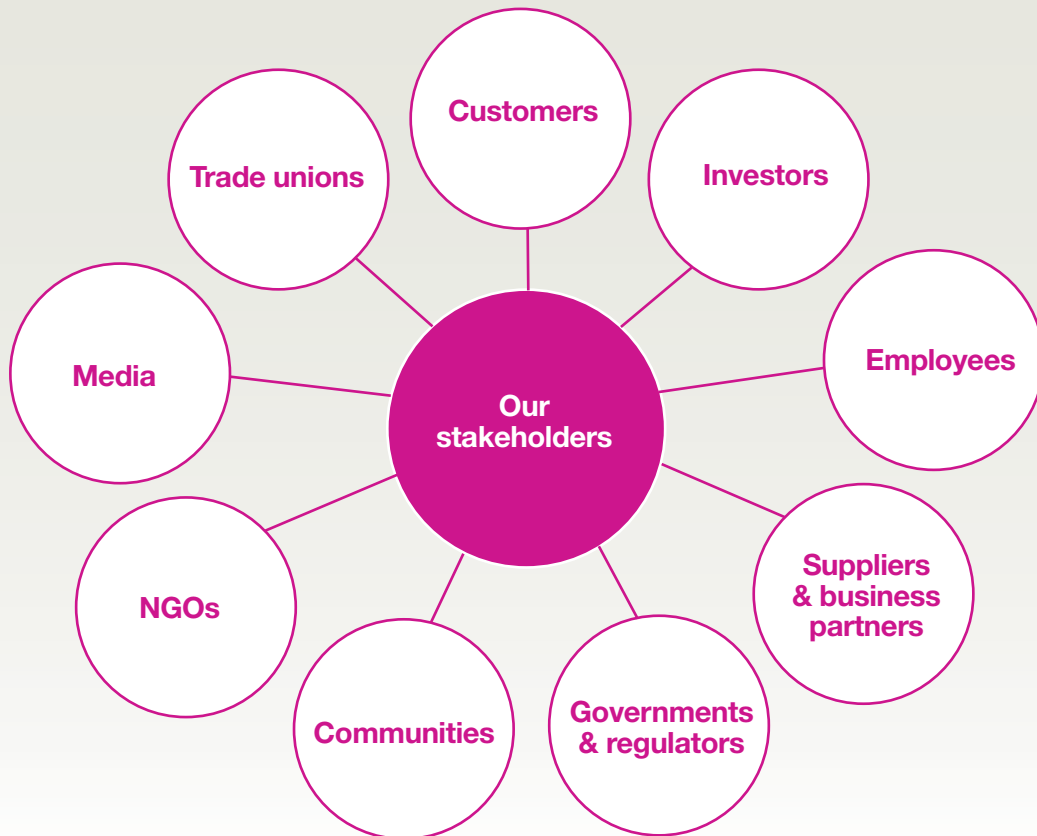 Customers
Investors
Employees
Suppliers
& business
partners
Governments
& regulators
Communities
NGOs
Media
Trade unions
Our
stakeholders